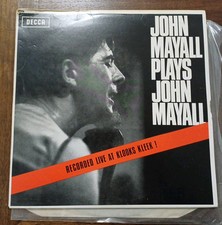 DECCA
JOHN
MAYALL
PLAYS
JOHN
MAYALL
RECORDED LIVE AT KLOOKS KLEEK!